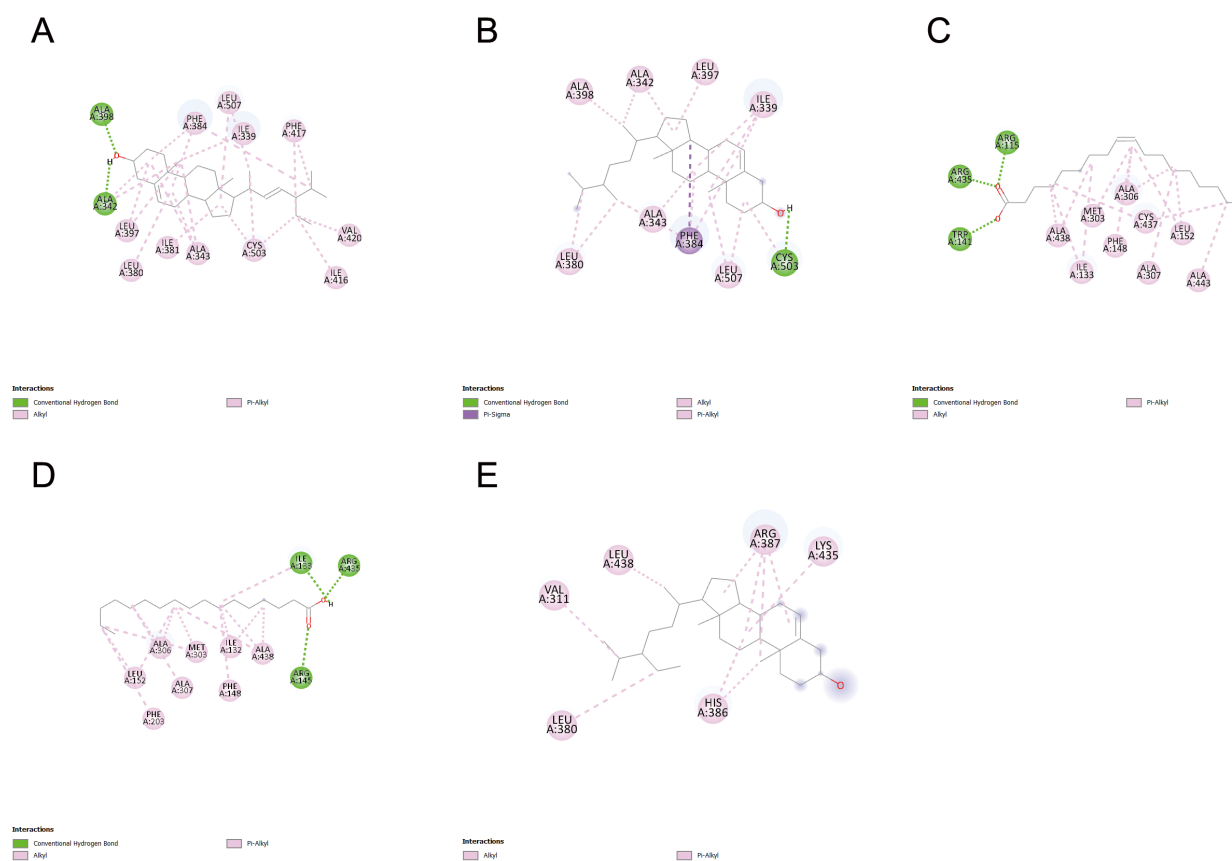 A
ALA
A:398
LEU
A:507
PHE
A:384
ILE
A:339
PHE
A:417
O
H
ALA
A:342
LEU
A:397
LEU
A:380
ILE
A:381
ALA
A:343
CYS
A:503
VAL
A:420
ILE
A:416
Interactions
Conventional Hydrogen Bond
Alkyl
Pi-Alkyl
B
ALA
A:398
ALA
A:342
LEU
A:397
ILE
A:339
H
O
ALA
A:343
PHE
A:384
LEU
A:380
LEU
A:507
CYS
A:503
Interactions
Conventional Hydrogen Bond
Pi-Sigma
Alkyl
Pi-Alkyl
C
ARG
A:115
ARG
A:435
O
O
TRP
A:141
ALA
A:306
MET
A:303
CYS
A:437
ALA
A:438
PHE
A:148
LEU
A:152
ILE
A:133
ALA
A:307
ALA
A:443
Interactions
Conventional Hydrogen Bond
Alkyl
Pi-Alkyl
D
ILE
A:133
ARG
A:435
O
H
O
ALA
A:306
MET
A:303
ILE
A:132
ALA
A:438
LEU
A:152
ALA
A:307
PHE
A:148
ARG
A:145
PHE
A:203
Interactions
Conventional Hydrogen Bond
Alkyl
Pi-Alkyl
E
ARG
A:387
LYS
A:435
LEU
A:438
VAL
A:311
O
HIS
A:386
LEU
A:380
Interactions
Alkyl
Pi-Alkyl